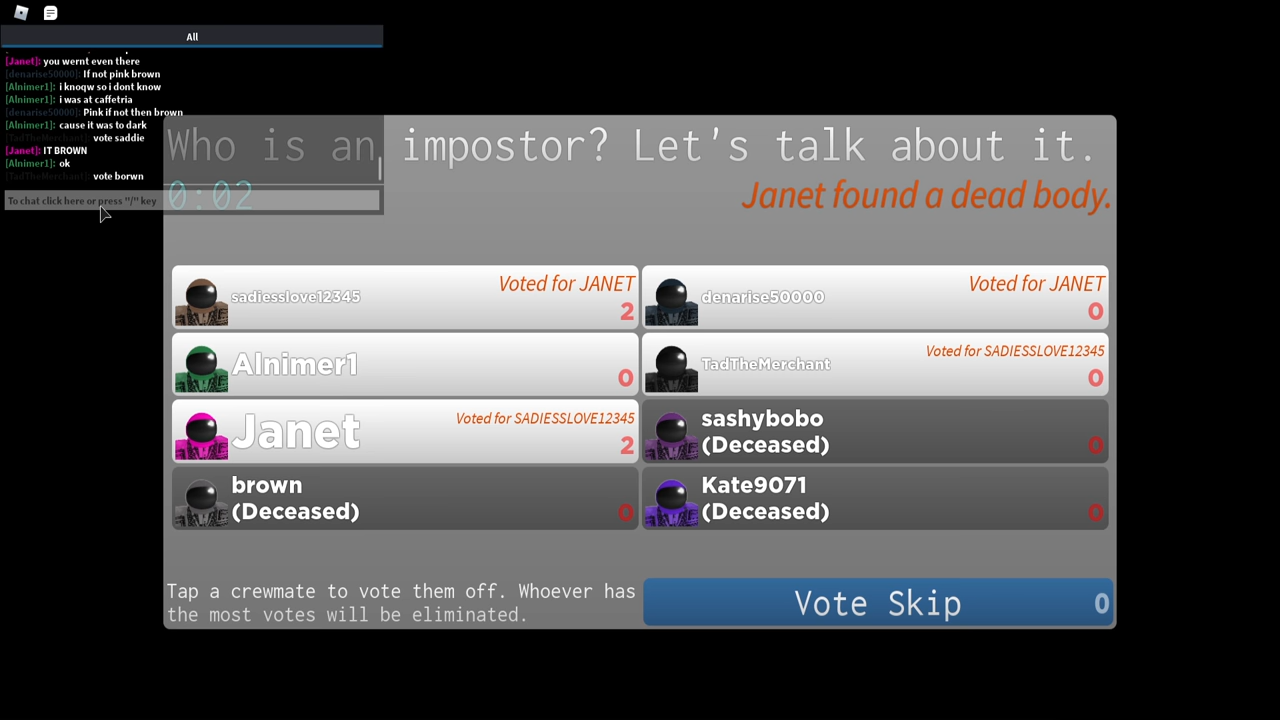 All
[Janet]: you wernt even there
[denarise50000]: If not pink brown
[Alnimer1]: i knoqw so i dont know
[Alnimer1]: i was at caffetria
[denarise50000]: Pink if not then brown
[Alnimer1]: cause it was to dark
[TadTheMerchant]: vote saddie
[Janet]: IT BROWN
[Alnimer1]: ok
[TadTheMerchant]: vote borwn
To chat click here or press "/" key
Who is an impostor? Let's talk about it.
0:02
Janet found a dead body.
sadiesslove12345
Voted for JANET
2
denarise50000
Voted for JANET
0
Alnimer1
0
TadTheMerchant
Voted for SADIESSLOVE12345
0
Janet
Voted for SADIESSLOVE12345
2
sashybobo
(Deceased)
0
brown
(Deceased)
0
Kate9071
(Deceased)
0
Tap a crewmate to vote them off. Whoever has
the most votes will be eliminated.
Vote Skip
0